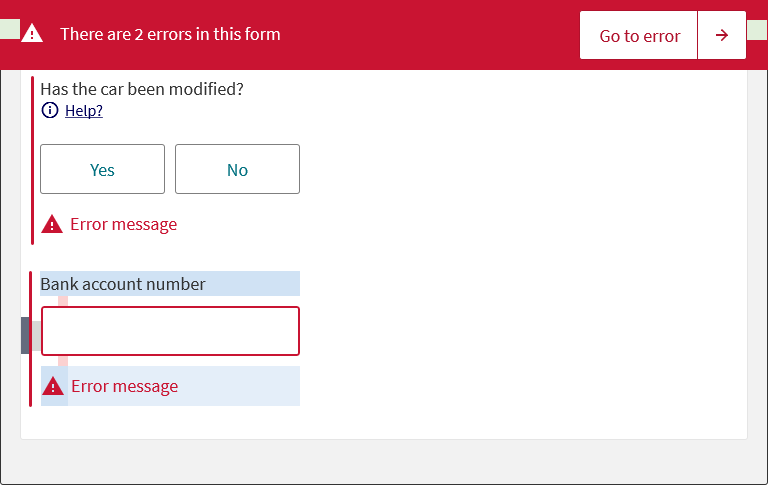 There are 2 errors in this form
Go to error
Has the car been modified?
Help?
Yes
No
Error message
Bank account number
Error message